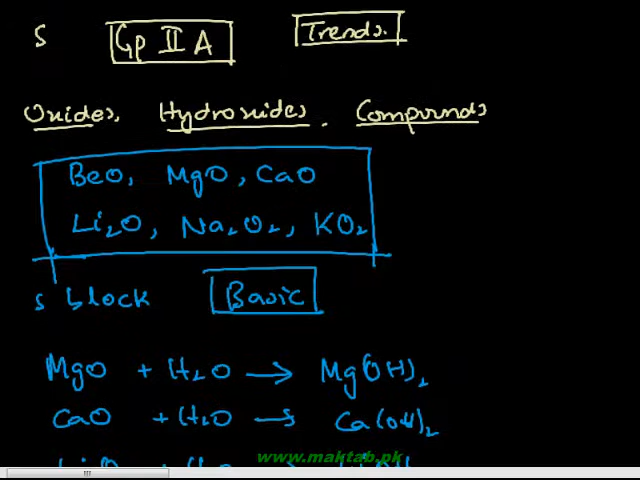 S Gp II A Trends.
Oxides, Hydroxides, Compounds
BeO, MgO, CaO
Li₂O, Na₂O₂, KO₂
s block Basic
MgO + H₂O → Mg(OH)₂
CaO + H₂O → Ca(OH)₂
www.maktab.pk